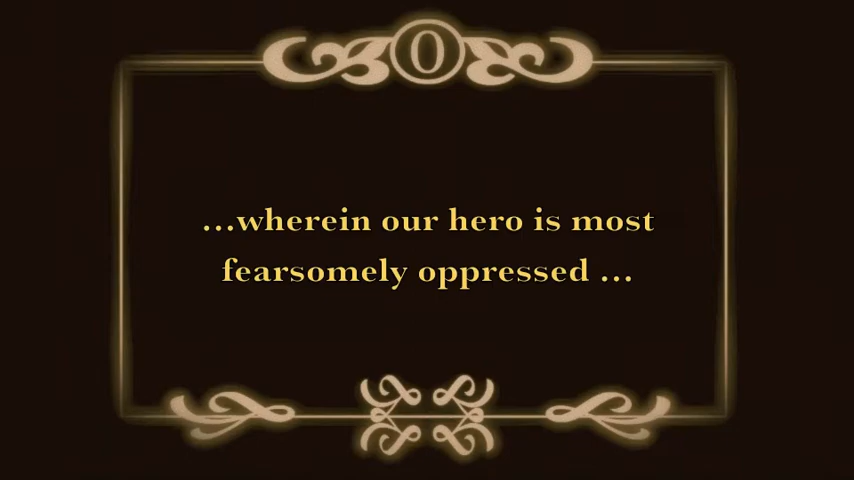 O
...wherein our hero is most
fearsomely oppressed ...